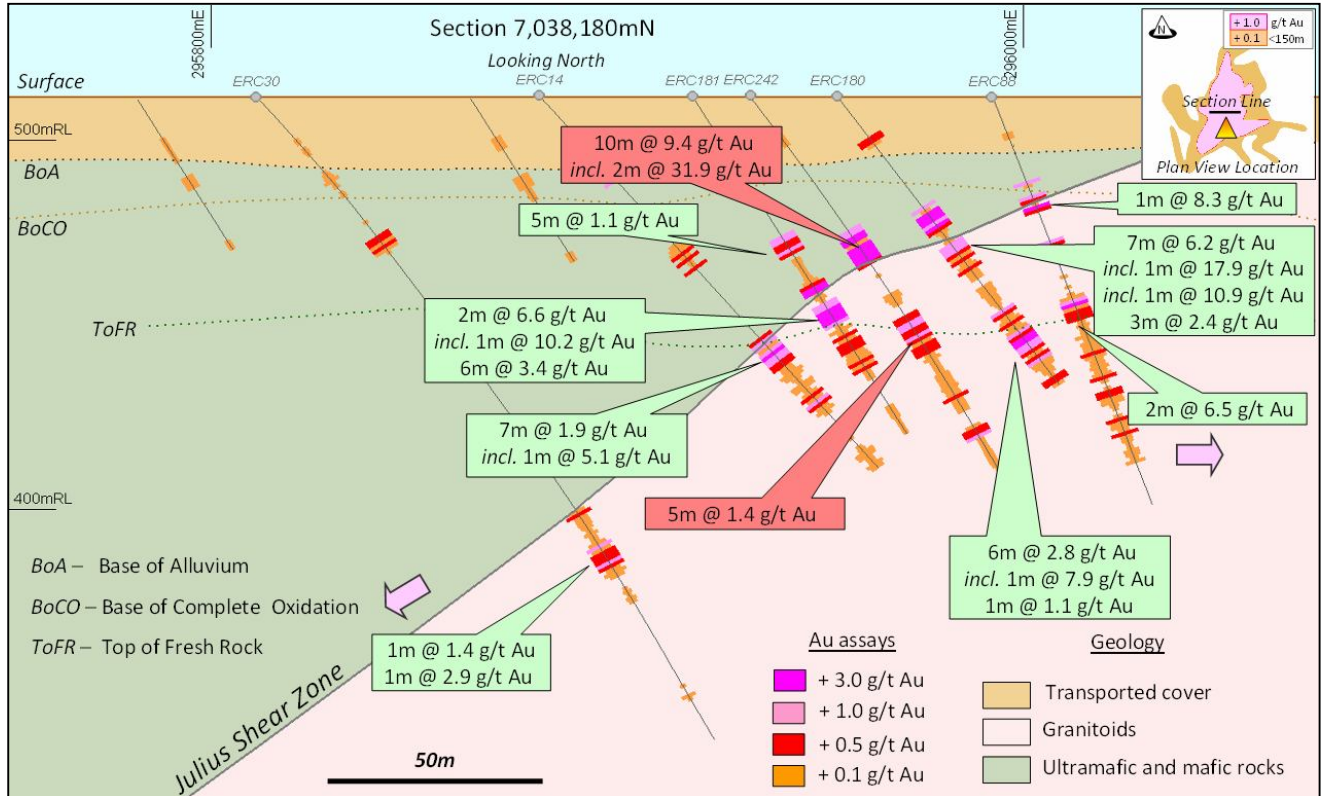 Section 7,038,180mN
Looking North
295800mE
296000mE
+ 1.0 g/t Au
+ 0.1 <150m
N
Section Line
Plan View Location
Surface
ERC30
ERC14
ERC181
ERC242
ERC180
ERC88
500mRL
BoA
BoCO
ToFR
400mRL
10m @ 9.4 g/t Au
incl. 2m @ 31.9 g/t Au
5m @ 1.1 g/t Au
1m @ 8.3 g/t Au
7m @ 6.2 g/t Au
incl. 1m @ 17.9 g/t Au
incl. 1m @ 10.9 g/t Au
3m @ 2.4 g/t Au
2m @ 6.6 g/t Au
incl. 1m @ 10.2 g/t Au
6m @ 3.4 g/t Au
2m @ 6.5 g/t Au
7m @ 1.9 g/t Au
incl. 1m @ 5.1 g/t Au
5m @ 1.4 g/t Au
6m @ 2.8 g/t Au
incl. 1m @ 7.9 g/t Au
1m @ 1.1 g/t Au
1m @ 1.4 g/t Au
1m @ 2.9 g/t Au
BoA – Base of Alluvium
BoCO – Base of Complete Oxidation
ToFR – Top of Fresh Rock
Julius Shear Zone
50m
Au assays
+ 3.0 g/t Au
+ 1.0 g/t Au
+ 0.5 g/t Au
+ 0.1 g/t Au
Geology
Transported cover
Granitoids
Ultramafic and mafic rocks